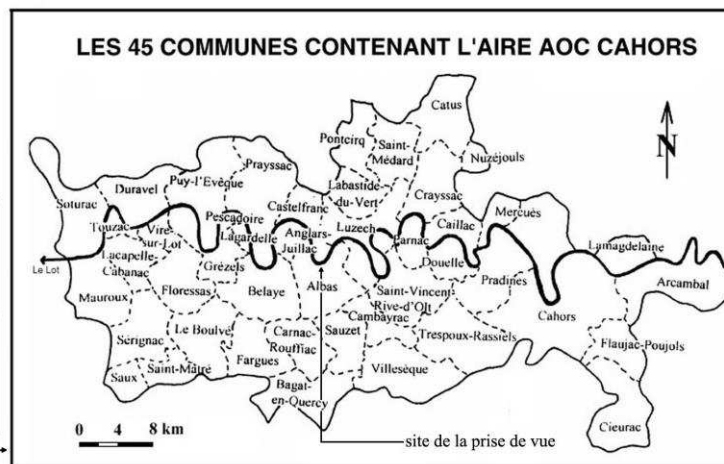 LES 45 COMMUNES CONTENANT L'AIRE AOC CAHORS
Catus
N
Pontcirq
Saint-
Médard
Nuzéjouls
Prayssac
Soturac
Duravel
Puy-l'Evêque
Labastide-
du-Vert
Crayssac
Castelfranc
Mercuès
Pescadoire
Touzac
Vire-
sur-Lot
Lagardelle
Anglars-
Juillac
Luzech
Parnac
Caillac
Lamagdelaine
Le Lot
Lacapelle-
Cabanac
Grézels
Douelle
Pradines
Arcambal
Mauroux
Floressas
Belaye
Albas
Saint-Vincent
Rive-d'Olt
Cahors
Cambayrac
Sérignac
Le Boulvé
Carnac-
Rouffiac
Sauzet
Trespoux-Rassiels
Flaujac-Poujols
Saux
Saint-Matré
Fargues
Villesèque
Bagat-
en-Quercy
Cieurac
0 4 8 km
site de la prise de vue